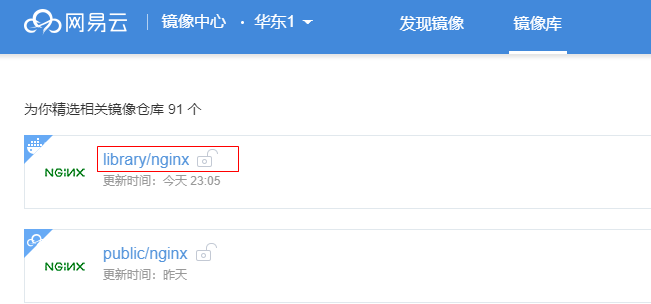 网易云 镜像中心 · 华东1 发现镜像 镜像库
为你精选相关镜像仓库 91 个
NGINX library/nginx
更新时间：今天 23:05
NGINX public/nginx
更新时间：昨天